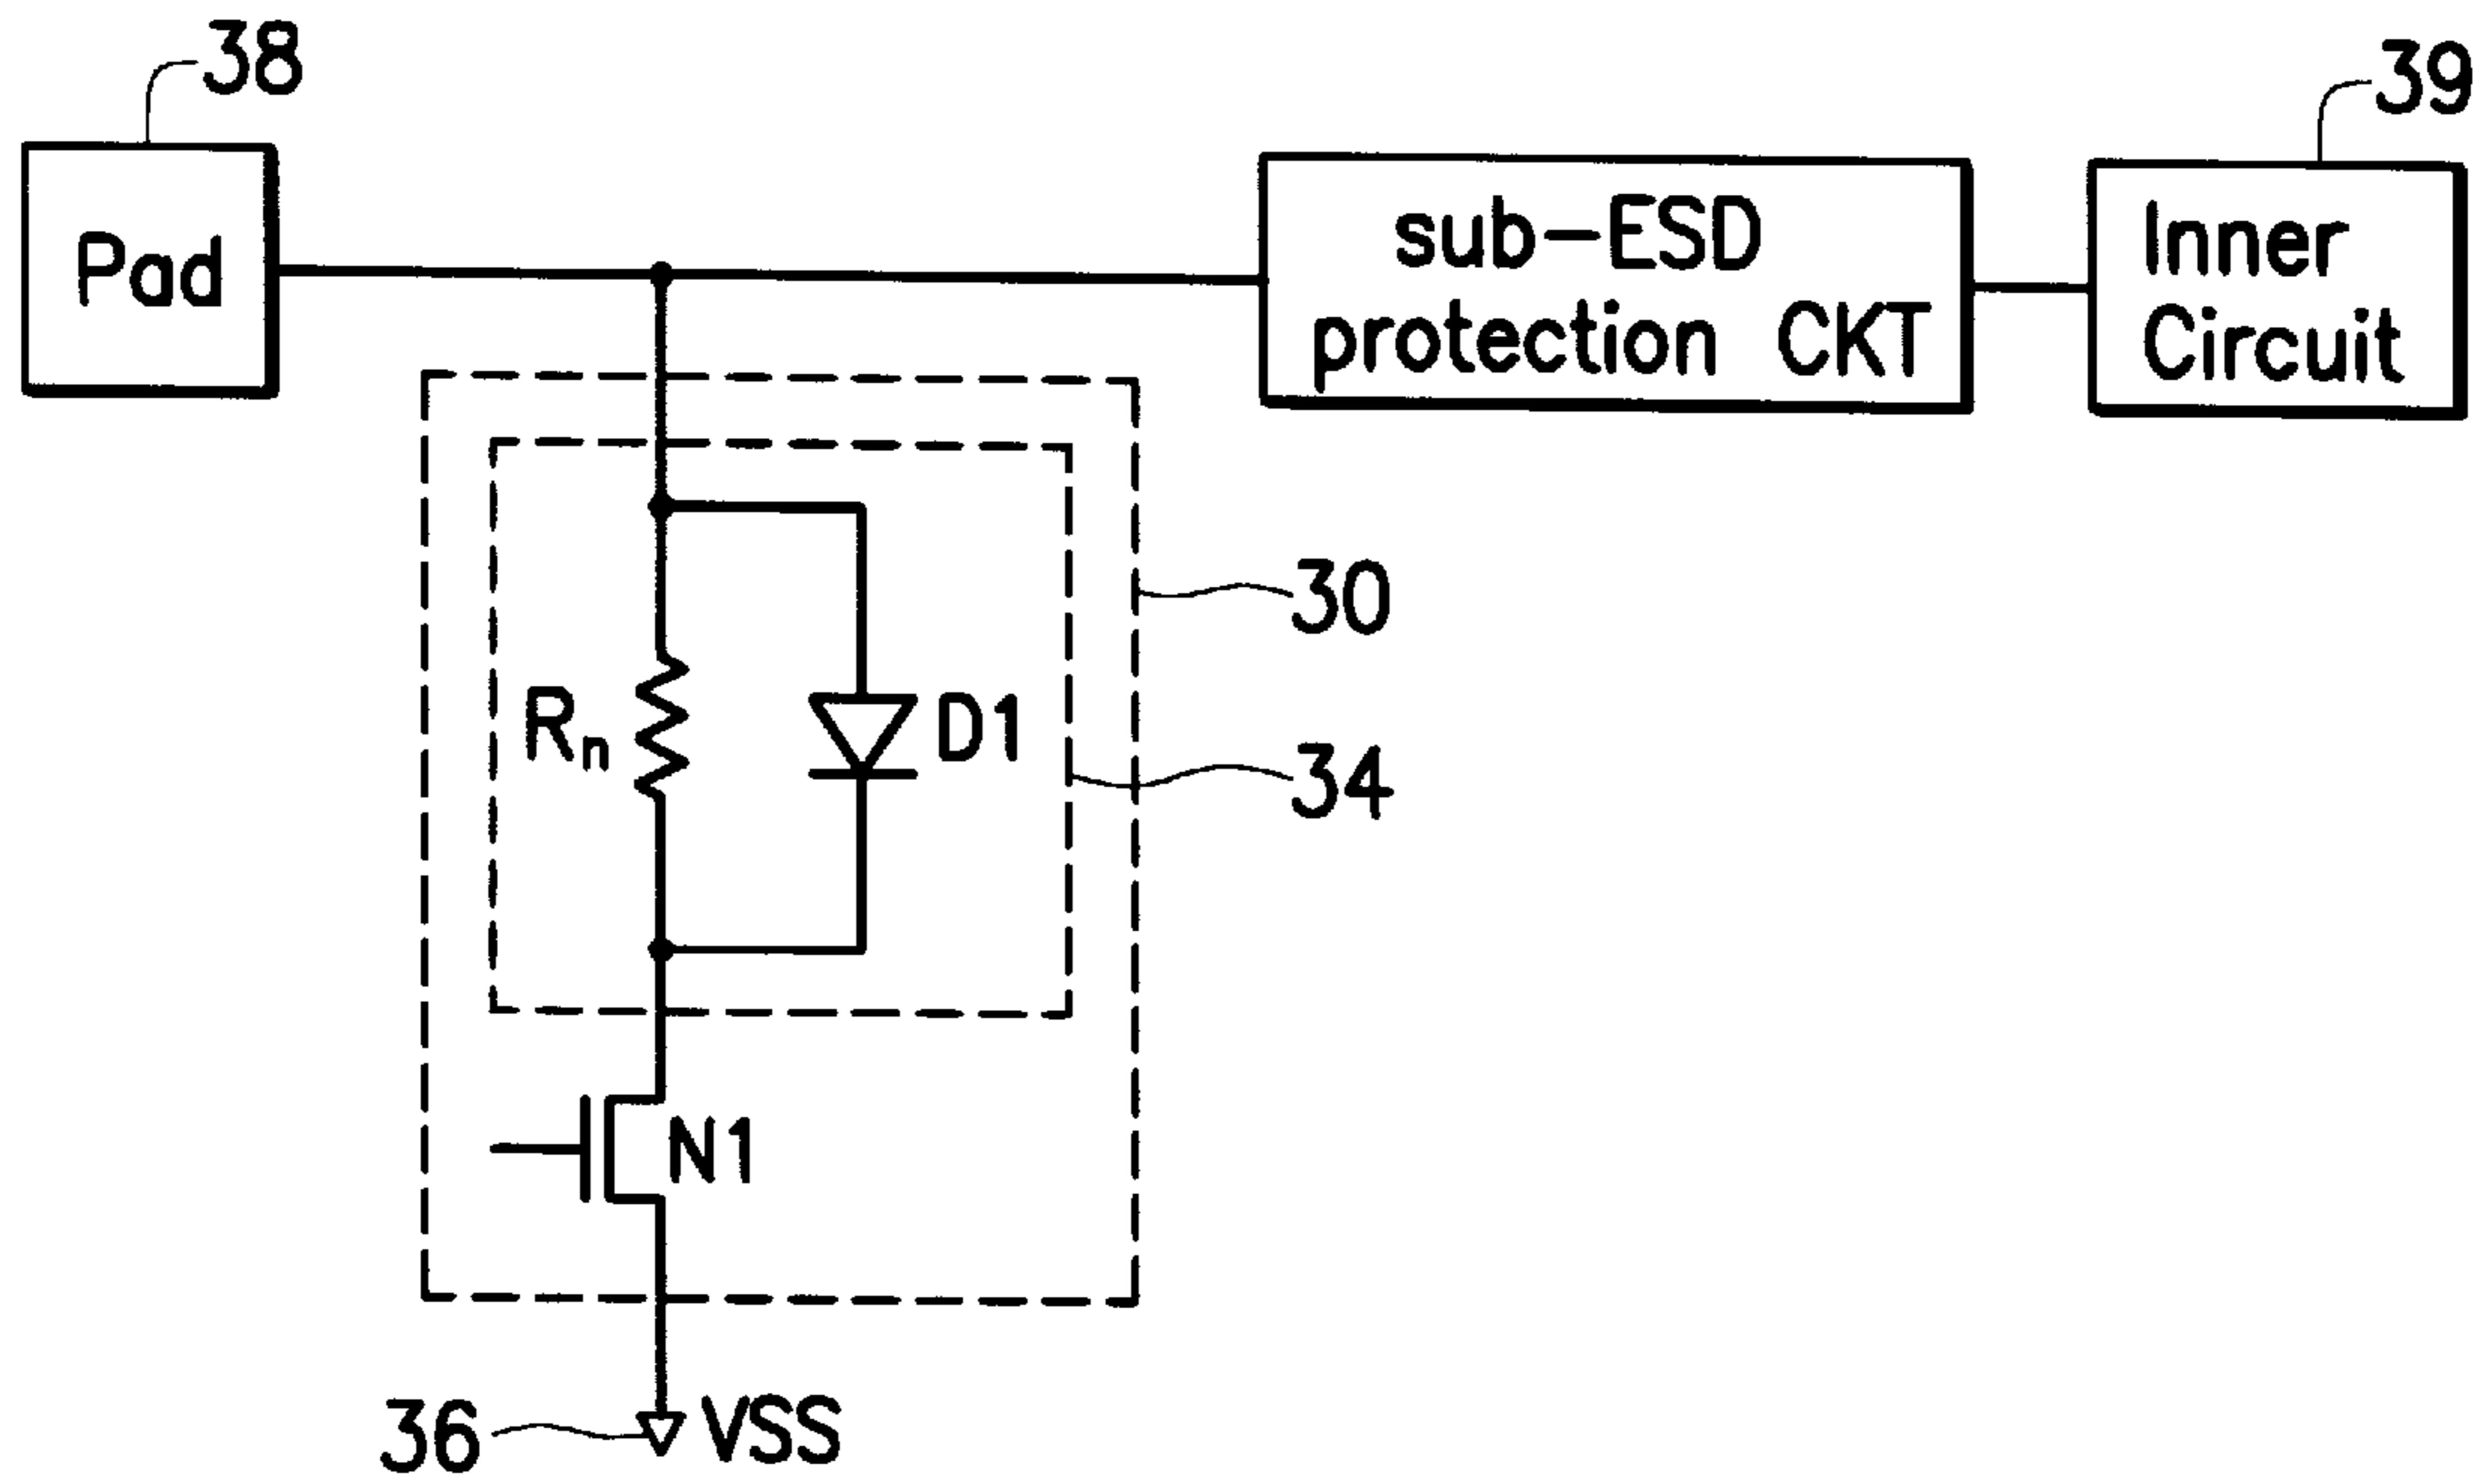 38
39
Pad
sub-ESD
protection CKT
Inner
Circuit
30
Rn
D1
34
N1
36
VSS